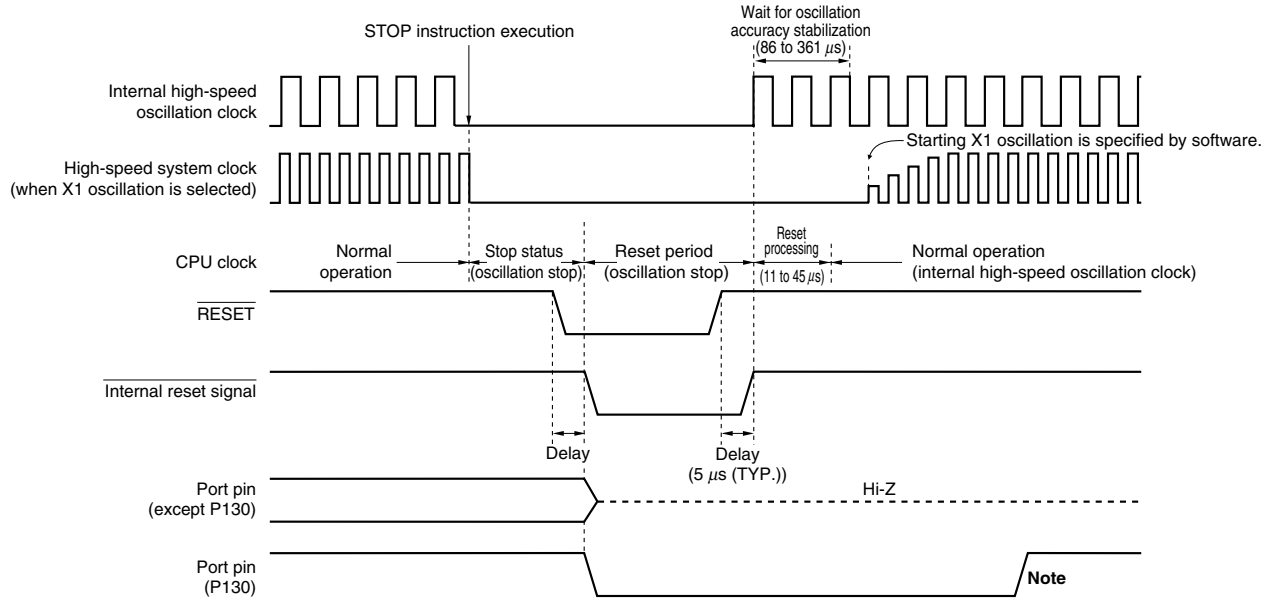 Wait for oscillation
accuracy stabilization
(86 to 361 μs)
STOP instruction execution
Internal high-speed
oscillation clock
Starting X1 oscillation is specified by software.
High-speed system clock
(when X1 oscillation is selected)
CPU clock
Normal
operation
Stop status
(oscillation stop)
Reset period
(oscillation stop)
Reset
processing
(11 to 45 μs)
Normal operation
(internal high-speed oscillation clock)
RESET
Internal reset signal
Delay
Delay
(5 μs (TYP.))
Port pin
(except P130)
Hi-Z
Port pin
(P130)
Note